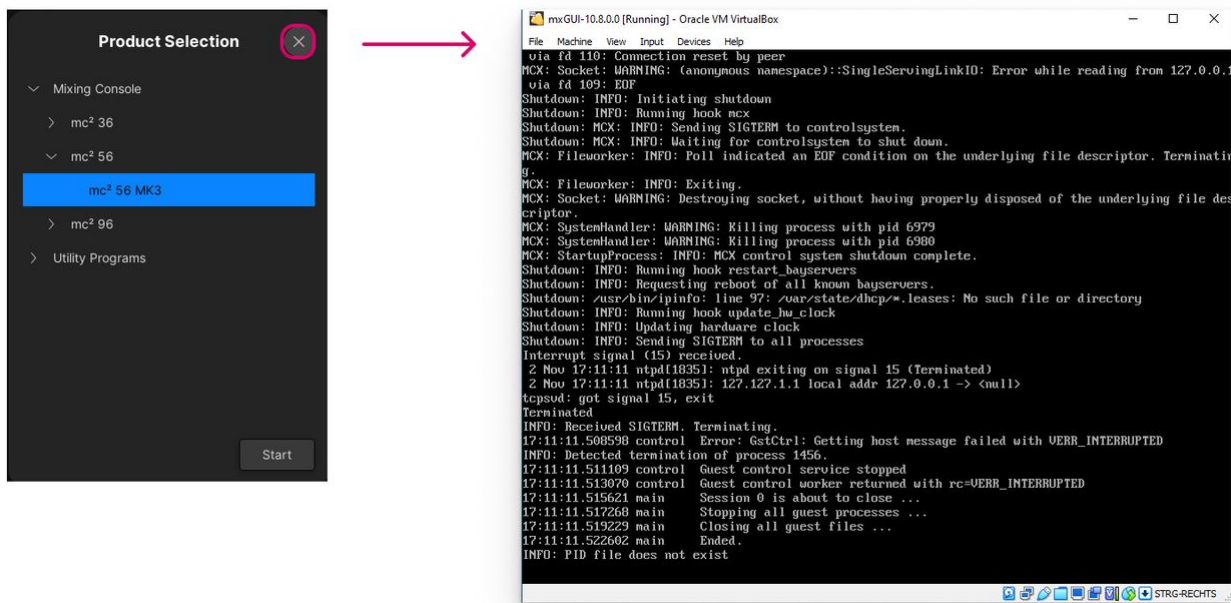 Product Selection
Mixing Console
mc² 36
mc² 56
mc² 56 MK3
mc² 96
Utility Programs
Start
mxGUI-10.8.0.0 [Running] - Oracle VM VirtualBox
File Machine View Input Devices Help
via fd 110: Connection reset by peer
MCX: Socket: WARNING: (anonymous namespace)::SingleServingLinkIO: Error while reading from 127.0.0.1
via fd 109: EOF
Shutdown: INFO: Initiating shutdown
Shutdown: INFO: Running hook mcx
Shutdown: MCX: INFO: Sending SIGTERM to controlsystem.
Shutdown: MCX: INFO: Waiting for controlsystem to shut down.
MCX: Fileworker: INFO: Poll indicated an EOF condition on the underlying file descriptor. Terminatin
g.
MCX: Fileworker: INFO: Exiting.
MCX: Socket: WARNING: Destroying socket, without having properly disposed of the underlying file des
criptor.
MCX: SystemHandler: WARNING: Killing process with pid 6979
MCX: SystemHandler: WARNING: Killing process with pid 6980
MCX: StartupProcess: INFO: MCX control system shutdown complete.
Shutdown: INFO: Running hook restart_bayservers
Shutdown: INFO: Requesting reboot of all known bayservers.
Shutdown: /usr/bin/ipinfo: line 97: /var/state/dhcp/*.leases: No such file or directory
Shutdown: INFO: Running hook update_hw_clock
Shutdown: INFO: Updating hardware clock
Shutdown: INFO: Sending SIGTERM to all processes
Interrupt signal (15) received.
2 Nov 17:11:11 ntpd[1835]: ntpd exiting on signal 15 (Terminated)
2 Nov 17:11:11 ntpd[1835]: 127.127.1.1 local addr 127.0.0.1 -> <null>
tcpsvd: got signal 15, exit
Terminated
INFO: Received SIGTERM. Terminating.
17:11:11.508598 control Error: GstCtrl: Getting host message failed with VERR_INTERRUPTED
INFO: Detected termination of process 1456.
17:11:11.511109 control Guest control service stopped
17:11:11.513070 control Guest control worker returned with rc=VERR_INTERRUPTED
17:11:11.515621 main Session 0 is about to close ...
17:11:11.517268 main Stopping all guest processes ...
17:11:11.519229 main Closing all guest files ...
17:11:11.522602 main Ended.
INFO: PID file does not exist
STRG-RECHTS